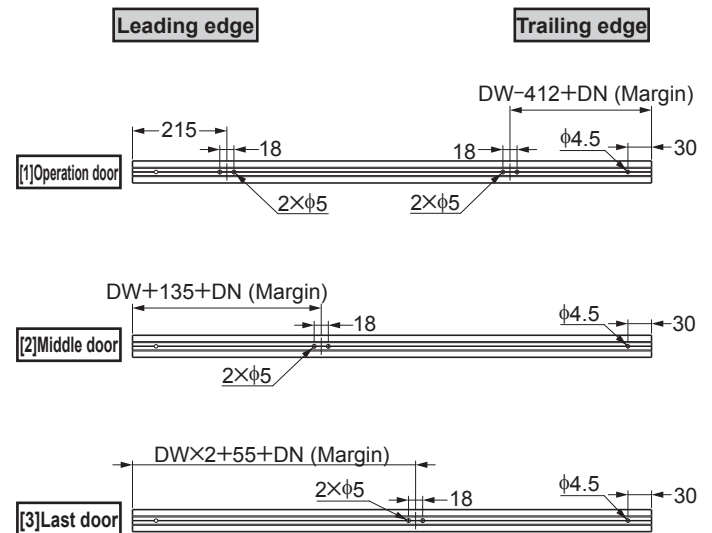 Leading edge
Trailing edge
DW−412+DN (Margin)
215
18
18
ϕ4.5
30
[1]Operation door
2×ϕ5
2×ϕ5
DW+135+DN (Margin)
18
ϕ4.5
30
[2]Middle door
2×ϕ5
DW×2+55+DN (Margin)
2×ϕ5
18
ϕ4.5
30
[3]Last door